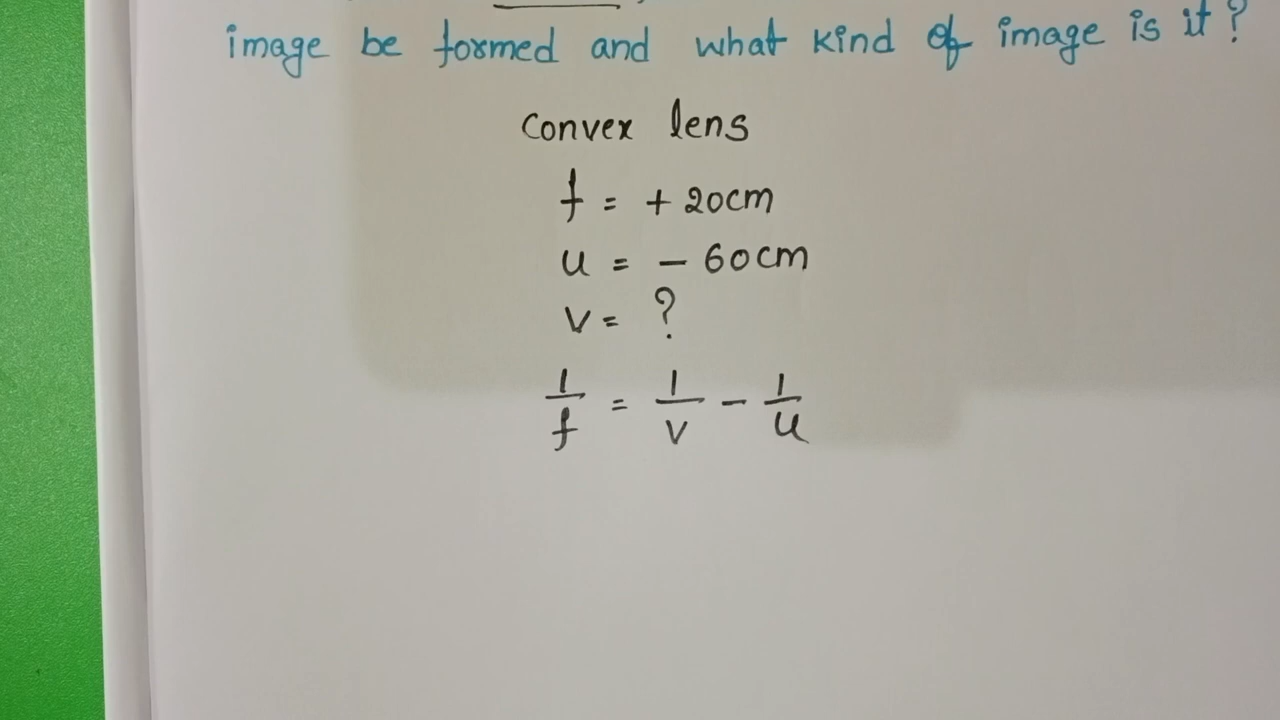 image be formed and what kind of image is it?
Convex lens
f = + 20cm
u = - 60cm
v = ?
1/f = 1/v - 1/u